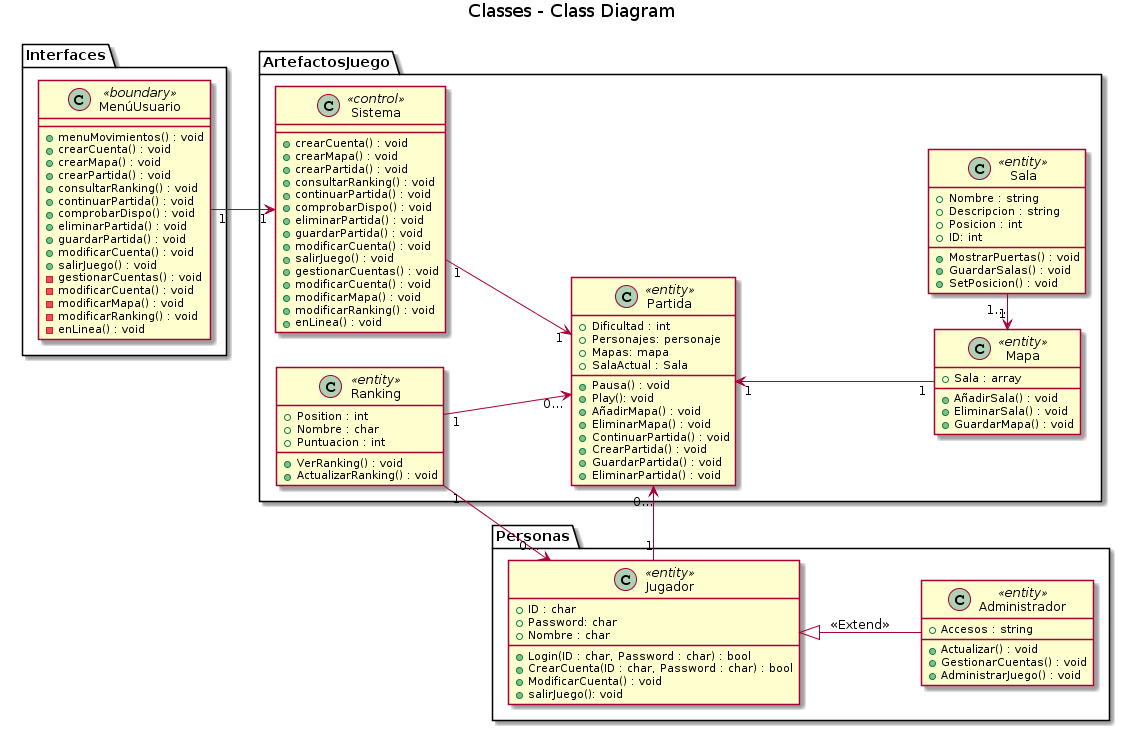 Classes - Class Diagram
Interfaces
«boundary»
MenúUsuario
menuMovimientos() : void
crearCuenta() : void
crearMapa() : void
crearPartida() : void
consultarRanking() : void
continuarPartida() : void
comprobarDispo() : void
eliminarPartida() : void
guardarPartida() : void
modificarCuenta() : void
salirJuego() : void
gestionarCuentas() : void
modificarCuenta() : void
modificarMapa() : void
modificarRanking() : void
enLinea() : void
1
1
ArtefactosJuego
«control»
Sistema
crearCuenta() : void
crearMapa() : void
crearPartida() : void
consultarRanking() : void
continuarPartida() : void
comprobarDispo() : void
eliminarPartida() : void
guardarPartida() : void
modificarCuenta() : void
salirJuego() : void
gestionarCuentas() : void
modificarCuenta() : void
modificarMapa() : void
modificarRanking() : void
enLinea() : void
1
1
«entity»
Ranking
Position : int
Nombre : char
Puntuacion : int
VerRanking() : void
ActualizarRanking() : void
1
0...
1
0...
«entity»
Partida
Dificultad : int
Personajes: personaje
Mapas: mapa
SalaActual : Sala
Pausa() : void
Play(): void
AñadirMapa() : void
EliminarMapa() : void
ContinuarPartida() : void
CrearPartida() : void
GuardarPartida() : void
EliminarPartida() : void
1
1
0...
1
«entity»
Sala
Nombre : string
Descripcion : string
Posicion : int
ID: int
MostrarPuertas() : void
GuardarSalas() : void
SetPosicion() : void
1..
1
«entity»
Mapa
Sala : array
AñadirSala() : void
EliminarSala() : void
GuardarMapa() : void
Personas
«entity»
Jugador
ID : char
Password: char
Nombre : char
Login(ID : char, Password : char) : bool
CrearCuenta(ID : char, Password : char) : bool
ModificarCuenta() : void
salirJuego(): void
«Extend»
«entity»
Administrador
Accesos : string
Actualizar() : void
GestionarCuentas() : void
AdministrarJuego() : void